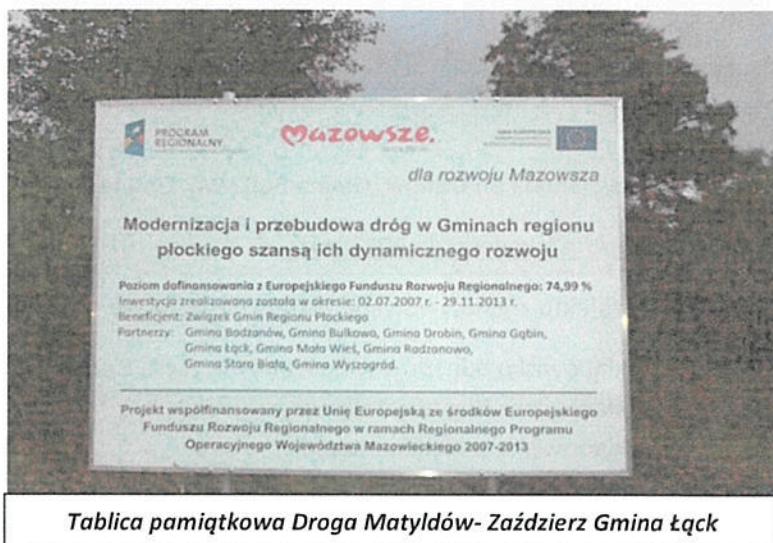 PROGRAM
REGIONALNY
Mazowsze.
UNIA EUROPEJSKA
dla rozwoju Mazowsza
Modernizacja i przebudowa dróg w Gminach regionu
płockiego szansą ich dynamicznego rozwoju
Poziom dofinansowania z Europejskiego Funduszu Rozwoju Regionalnego: 74,99 %
Inwestycja zrealizowana została w okresie: 02.07.2007 r. - 29.11.2013 r.
Beneficjent: Związek Gmin Regionu Płockiego
Partnerzy: Gmina Bodzanów, Gmina Bulkowo, Gmina Drobin, Gmina Gąbin,
Gmina Łąck, Gmina Mała Wieś, Gmina Radzanowo,
Gmina Stara Biała, Gmina Wyszogród.
Projekt współfinansowany przez Unię Europejską ze środków Europejskiego
Funduszu Rozwoju Regionalnego w ramach Regionalnego Programu
Operacyjnego Województwa Mazowieckiego 2007-2013
Tablica pamiątkowa Droga Matyldów- Zaździerz Gmina Łąck